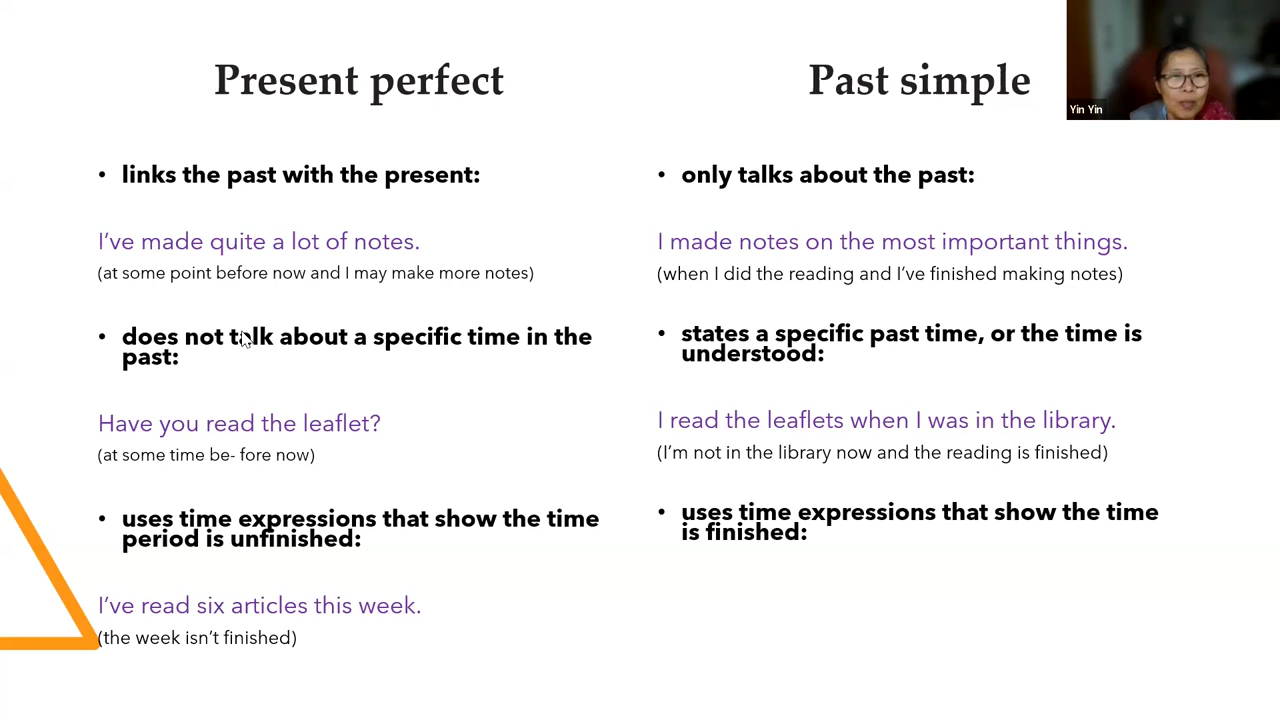 Present perfect
• links the past with the present:
I’ve made quite a lot of notes.
(at some point before now and I may make more notes)
• does not talk about a specific time in the
past:
Have you read the leaflet?
(at some time be- fore now)
• uses time expressions that show the time
period is unfinished:
I’ve read six articles this week.
(the week isn’t finished)
Past simple
• only talks about the past:
I made notes on the most important things.
(when I did the reading and I’ve finished making notes)
• states a specific past time, or the time is
understood:
I read the leaflets when I was in the library.
(I’m not in the library now and the reading is finished)
• uses time expressions that show the time
is finished:
Yin Yin